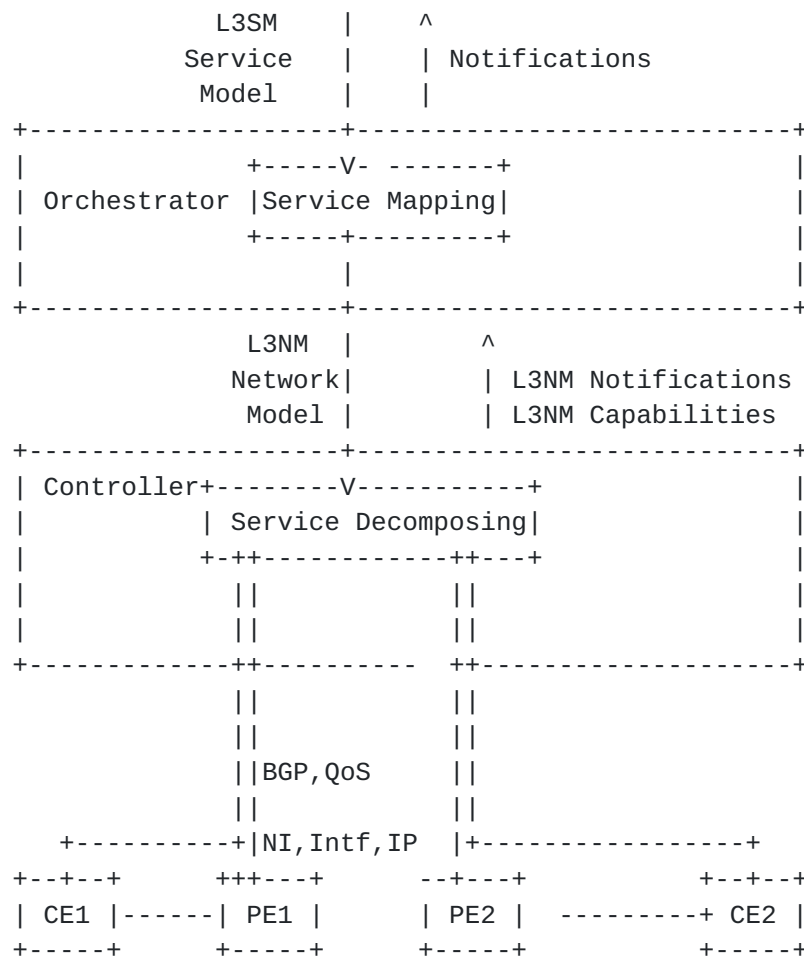 L3SM | ^
Service | | Notifications
Model | |
+--------------------+----------------------------+
| +-----V- -------+ |
| Orchestrator |Service Mapping| |
| +-----+---------+ |
| | |
+--------------------+----------------------------+
L3NM | ^
Network| | L3NM Notifications
Model | | L3NM Capabilities
+--------------------+----------------------------+
| Controller+--------V-----------+ |
| | Service Decomposing| |
| +-++------------++---+ |
| || || |
| || || |
+-------------++---------- ++--------------------+
|| ||
|| ||
||BGP,QoS ||
|| ||
+----------+|NI,Intf,IP |+-----------------+
+--+--+ +++---+ --+---+ +--+--+
| CE1 |------| PE1 | | PE2 | ---------+ CE2 |
+-----+ +-----+ +-----+ +-----+